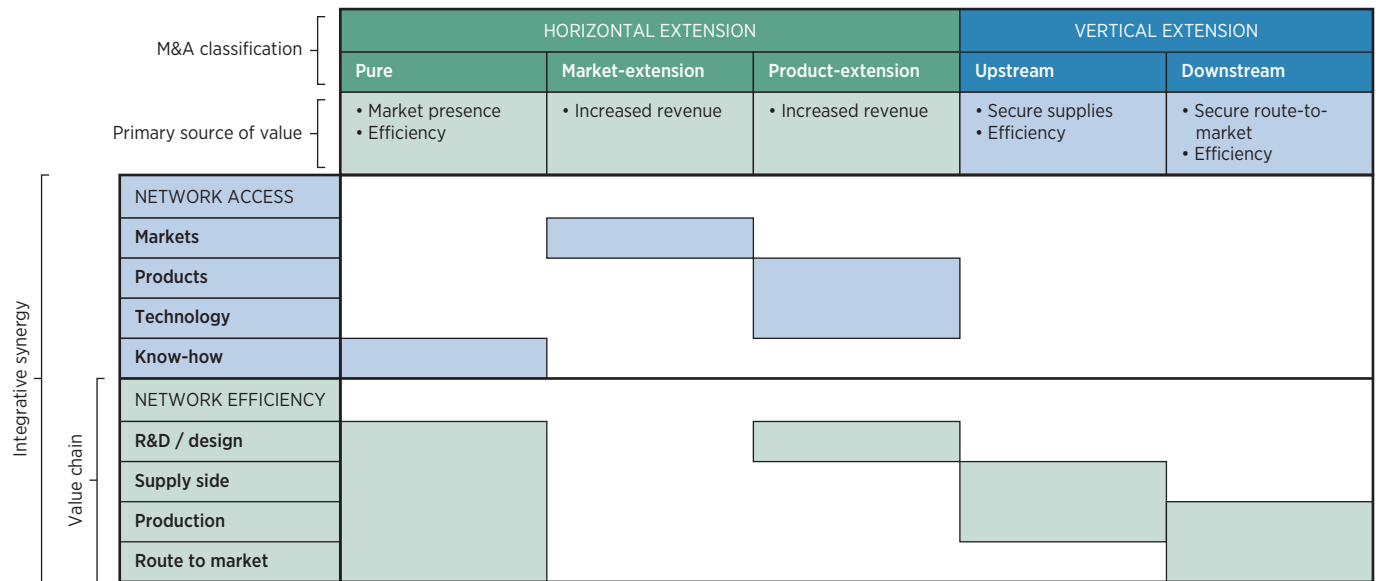 M&A classification
HORIZONTAL EXTENSION
VERTICAL EXTENSION
Pure
Market-extension
Product-extension
Upstream
Downstream
Primary source of value
• Market presence
• Efficiency
• Increased revenue
• Increased revenue
• Secure supplies
• Efficiency
• Secure route-to-
market
• Efficiency
Integrative synergy
NETWORK ACCESS
Markets
Products
Technology
Know-how
Value chain
NETWORK EFFICIENCY
R&D / design
Supply side
Production
Route to market